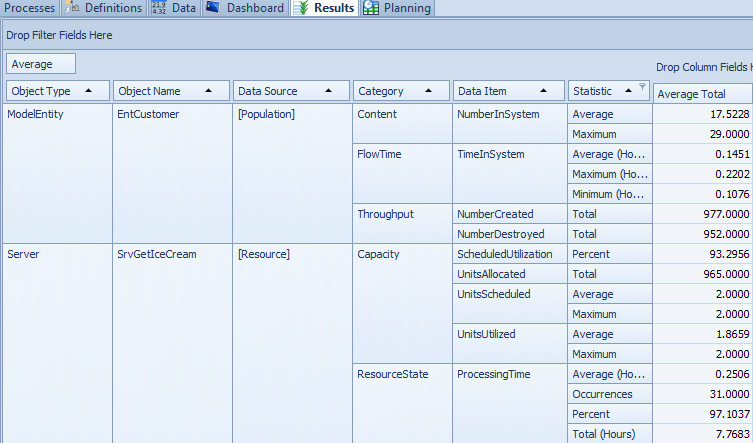 Processes Definitions Data Dashboard Results Planning
Drop Filter Fields Here
Average Drop Column Fields H
Object Type Object Name Data Source Category Data Item Statistic Average Total
ModelEntity EntCustomer [Population] Content NumberInSystem Average 17.5228
Maximum 29.0000
FlowTime TimeInSystem Average (Ho... 0.1451
Maximum (Ho... 0.2202
Minimum (Ho... 0.1076
Throughput NumberCreated Total 977.0000
NumberDestroyed Total 952.0000
Server SrvGetIceCream [Resource] Capacity ScheduledUtilization Percent 93.2956
UnitsAllocated Total 965.0000
UnitsScheduled Average 2.0000
Maximum 2.0000
UnitsUtilized Average 1.8659
Maximum 2.0000
ResourceState ProcessingTime Average (Ho... 0.2506
Occurrences 31.0000
Percent 97.1037
Total (Hours) 7.7683